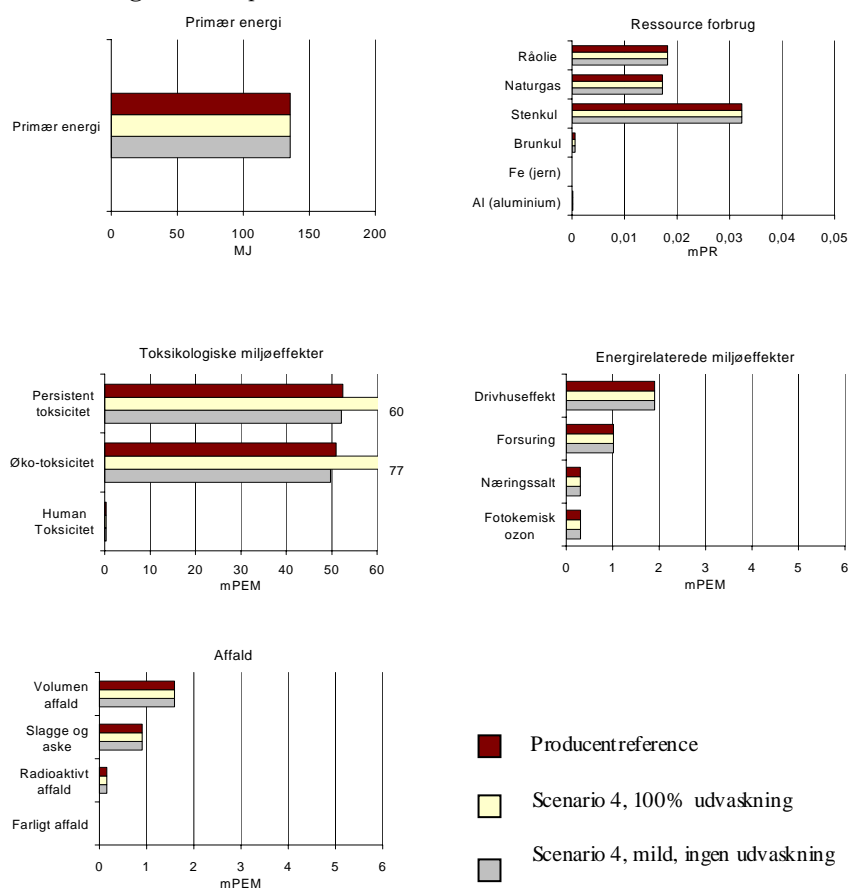 Primær energi
Primær energi
0 50 100 150 200
MJ
Ressource forbrug
Råolie
Naturgas
Stenkul
Brunkul
Fe (jern)
Al (aluminium)
0 0,01 0,02 0,03 0,04 0,05
mPR
Toksikologiske miljøeffekter
Persistent
toksicitet
60
Øko-toksicitet
77
Human
Toksicitet
0 10 20 30 40 50 60
mPEM
Energirelaterede miljøeffekter
Drivhuseffekt
Forsuring
Næringssalt
Fotokemisk
ozon
0 1 2 3 4 5 6
mPEM
Affald
Volumen
affald
Slagge og
aske
Radioaktivt
affald
Farligt affald
0 1 2 3 4 5 6
mPEM
Producentreference
Scenario 4, 100% udvaskning
Scenario 4, mild, ingen udvaskning